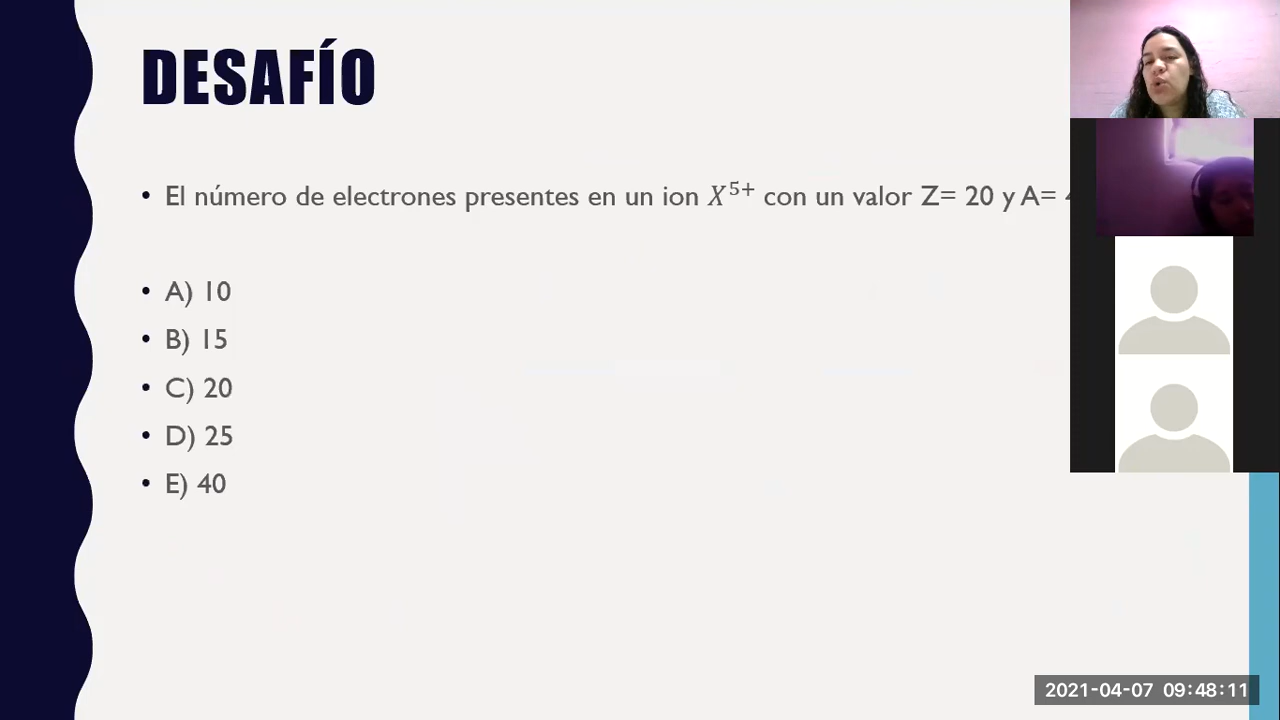 DESAFÍO
• El número de electrones presentes en un ion X⁵⁺ con un valor Z= 20 y A=
• A) 10
• B) 15
• C) 20
• D) 25
• E) 40
2021-04-07 09:48:11